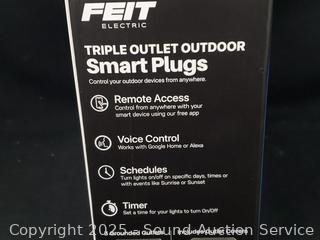 FEIT
ELECTRIC
TRIPLE OUTLET OUTDOOR
Smart Plugs
Control your outdoor devices from anywhere.
Remote Access
Control from anywhere with your
smart device using our free app
Voice Control
Works with Google Home or Alexa
Schedules
Turn lights on/off on specific days, times or
with events like Sunrise or Sunset
Timer
Set a time for your lights to turn On/Off
Copyright 2025 - Sound Auction Service
3 Grounded Outlets